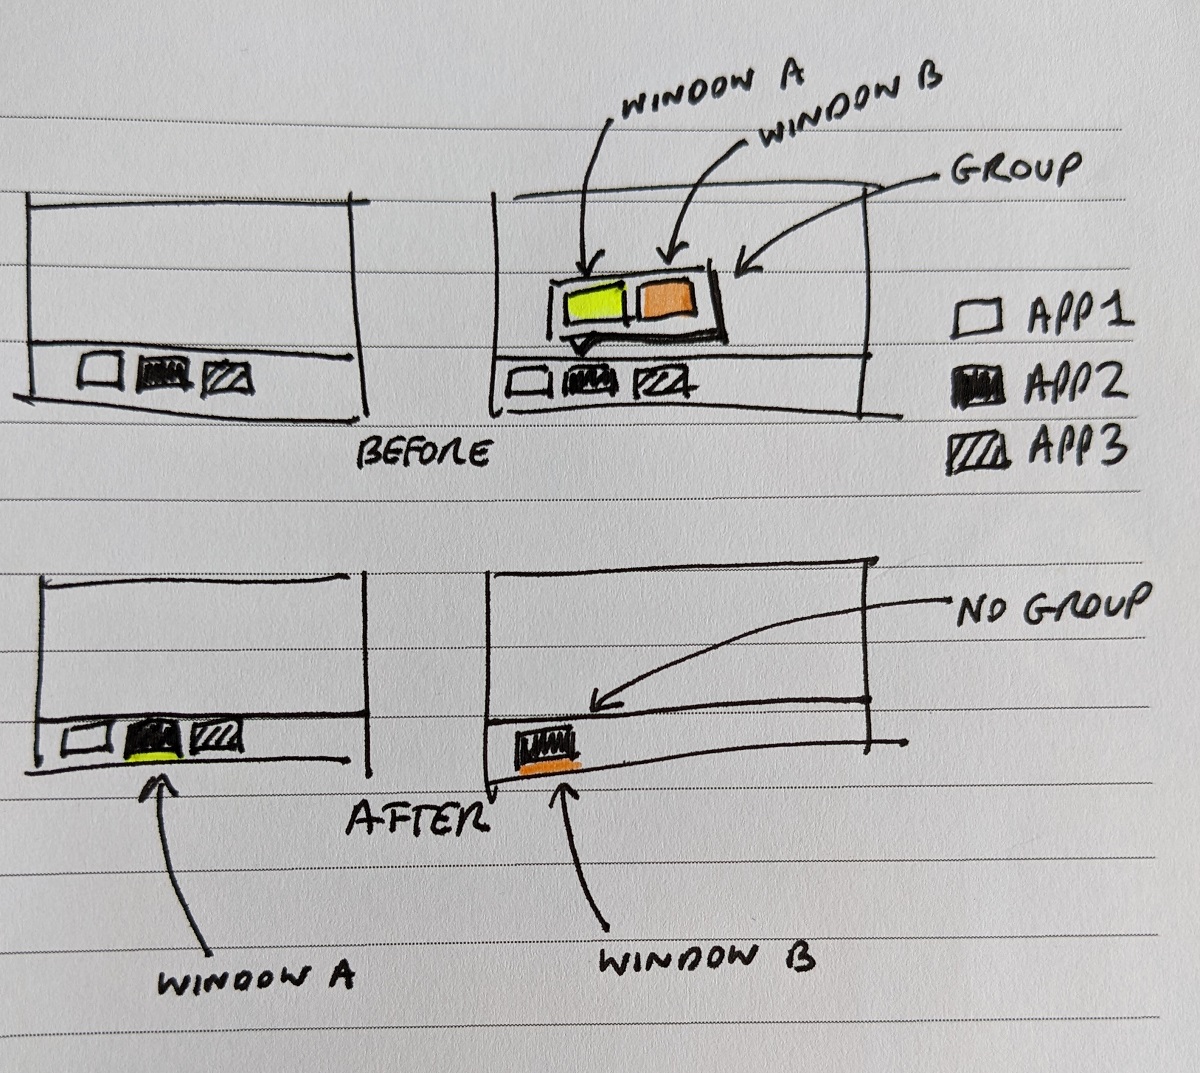 WINDOW A
WINDOW B
GROUP
APP1
APP2
APP3
BEFORE
NO GROUP
AFTER
WINDOW A
WINDOW B